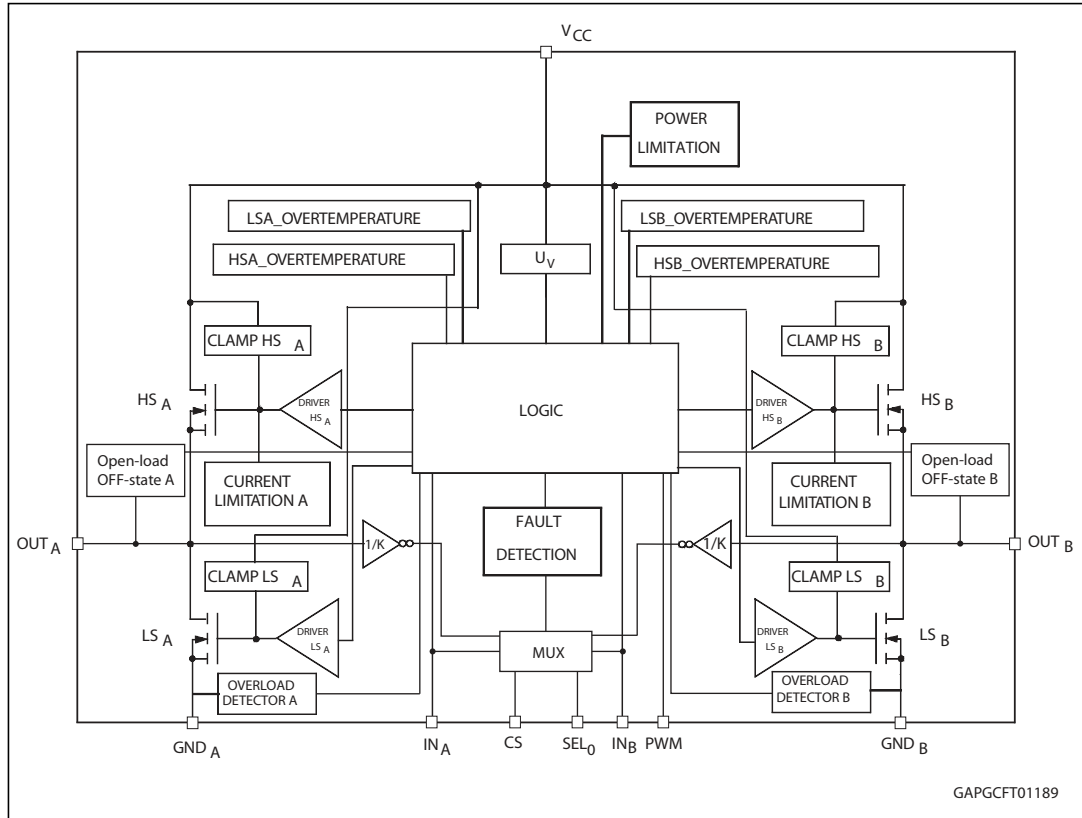 V CC
POWER
LIMITATION
LSA_OVERTEMPERATURE
LSB_OVERTEMPERATURE
HSA_OVERTEMPERATURE
U V
HSB_OVERTEMPERATURE
CLAMP HS A
CLAMP HS B
HS A
DRIVER
HS A
LOGIC
DRIVER
HS B
HS B
Open-load
OFF-state A
CURRENT
LIMITATION A
CURRENT
LIMITATION B
Open-load
OFF-state B
OUT A
1/K
FAULT
DETECTION
1/K
OUT B
CLAMP LS A
CLAMP LS B
LS A
DRIVER
LS A
MUX
DRIVER
LS B
LS B
OVERLOAD
DETECTOR A
OVERLOAD
DETECTOR B
GND A
IN A
CS
SEL 0
IN B
PWM
GND B
GAPGCFT01189